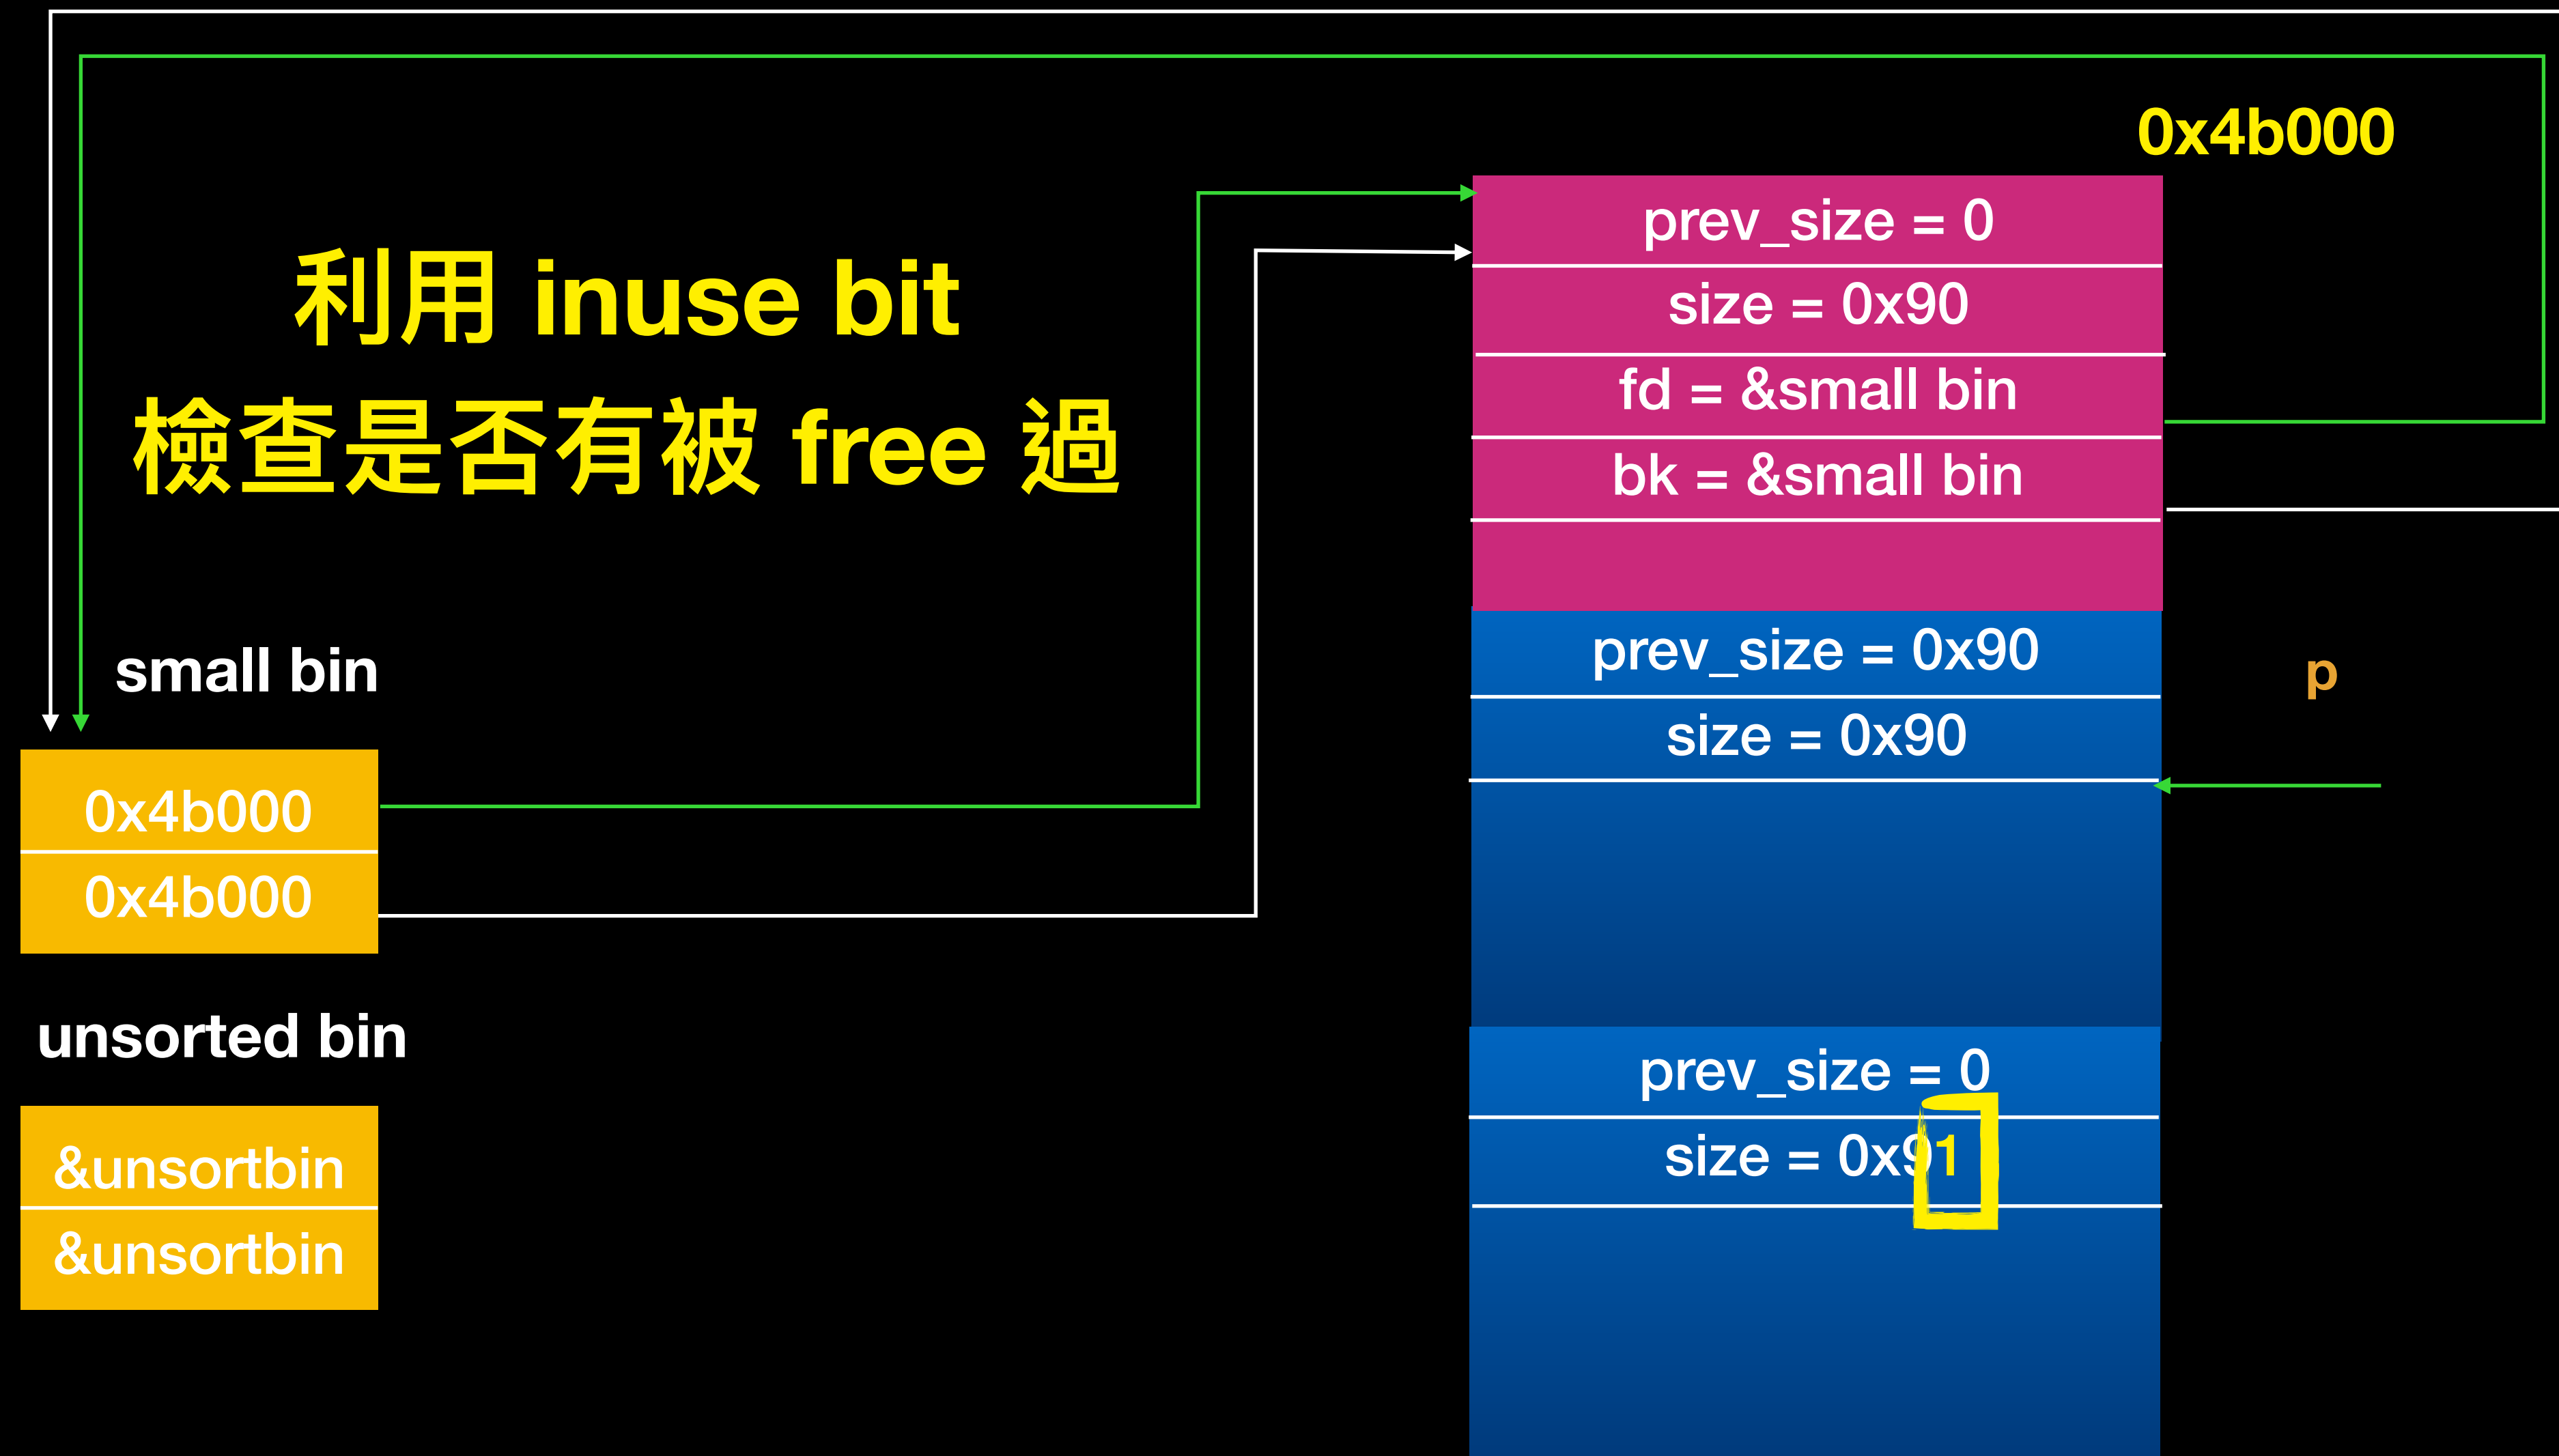 0x4b000
利用 inuse bit
檢查是否有被 free 過
prev_size = 0
size = 0x90
fd = &small bin
bk = &small bin
prev_size = 0x90
size = 0x90
p
prev_size = 0
size = 0x91
small bin
0x4b000
0x4b000
unsorted bin
&unsortbin
&unsortbin